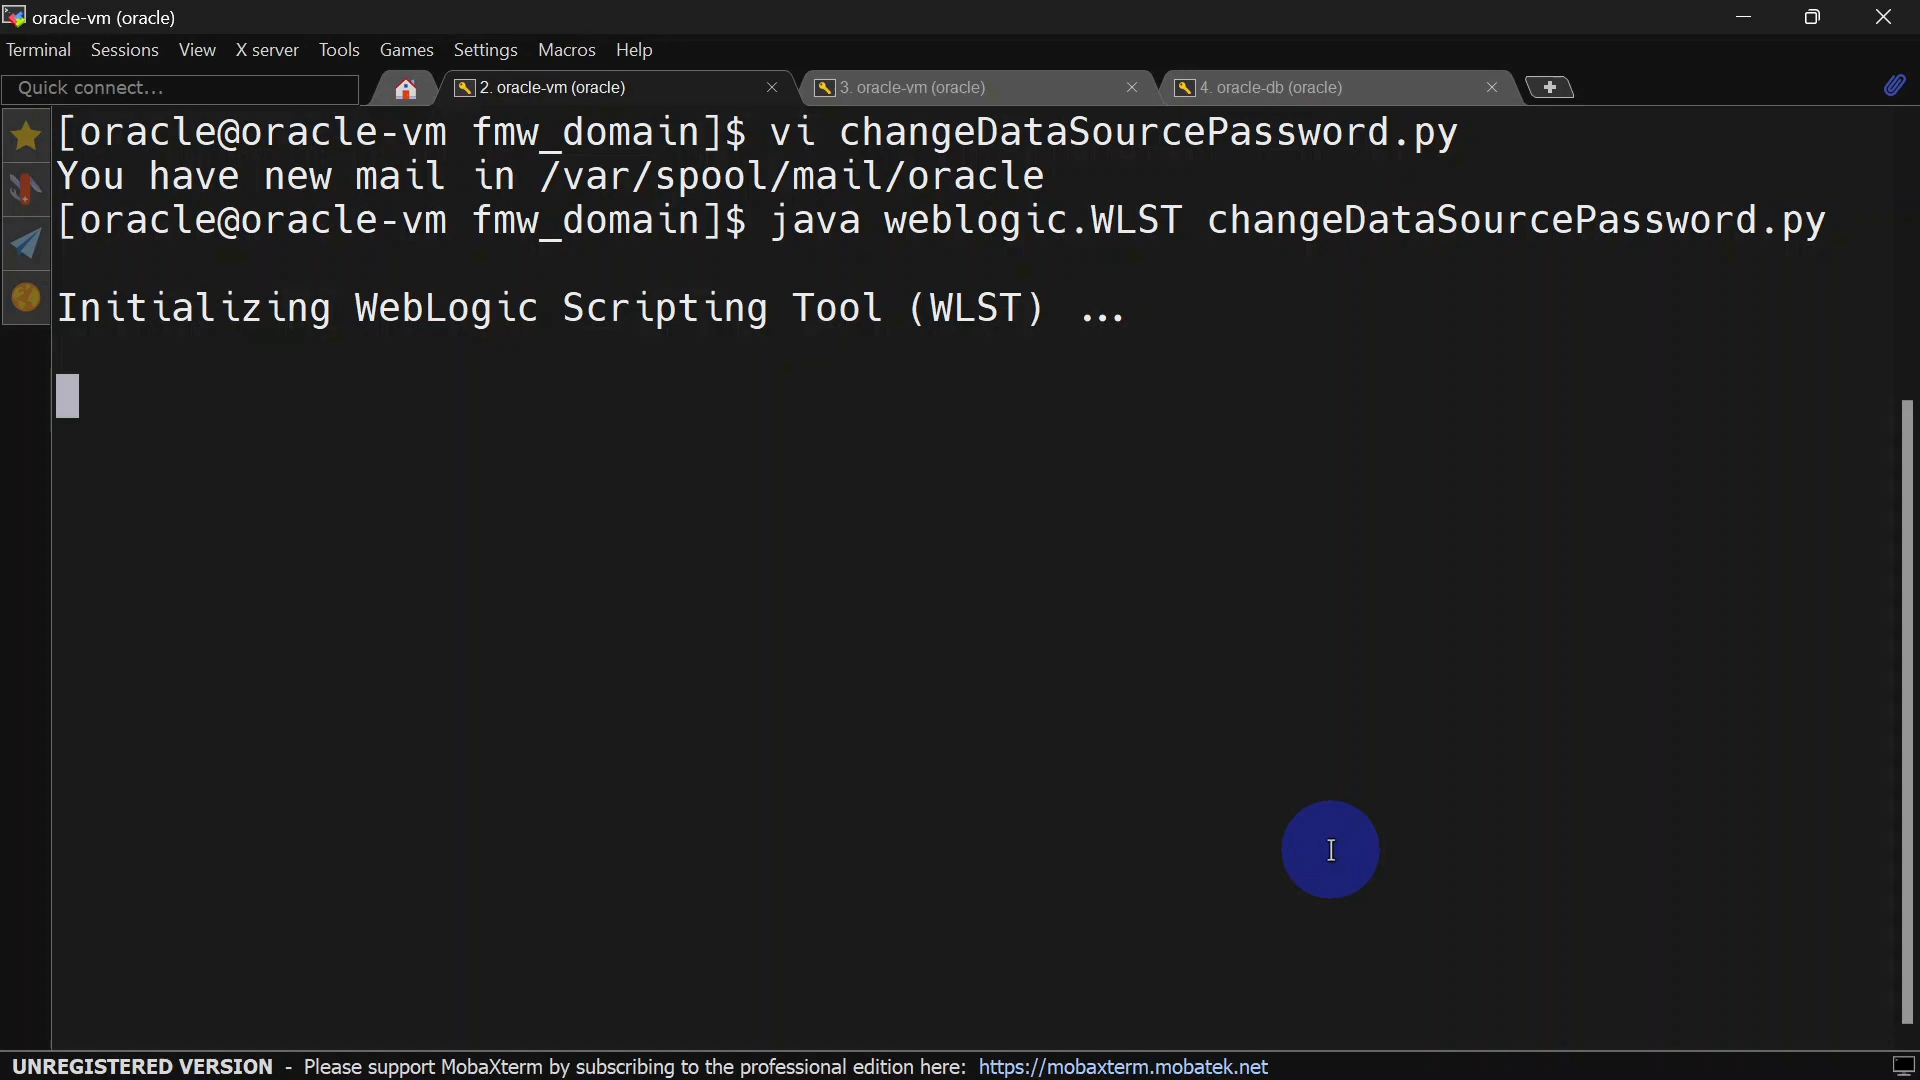 oracle-vm (oracle)
Terminal Sessions View X server Tools Games Settings Macros Help
Quick connect... 2. oracle-vm (oracle) 3. oracle-vm (oracle) 4. oracle-db (oracle)
[oracle@oracle-vm fmw_domain]$ vi changeDataSourcePassword.py
You have new mail in /var/spool/mail/oracle
[oracle@oracle-vm fmw_domain]$ java weblogic.WLST changeDataSourcePassword.py
Initializing WebLogic Scripting Tool (WLST) ...
UNREGISTERED VERSION - Please support MobaXterm by subscribing to the professional edition here: https://mobaxterm.mobatek.net